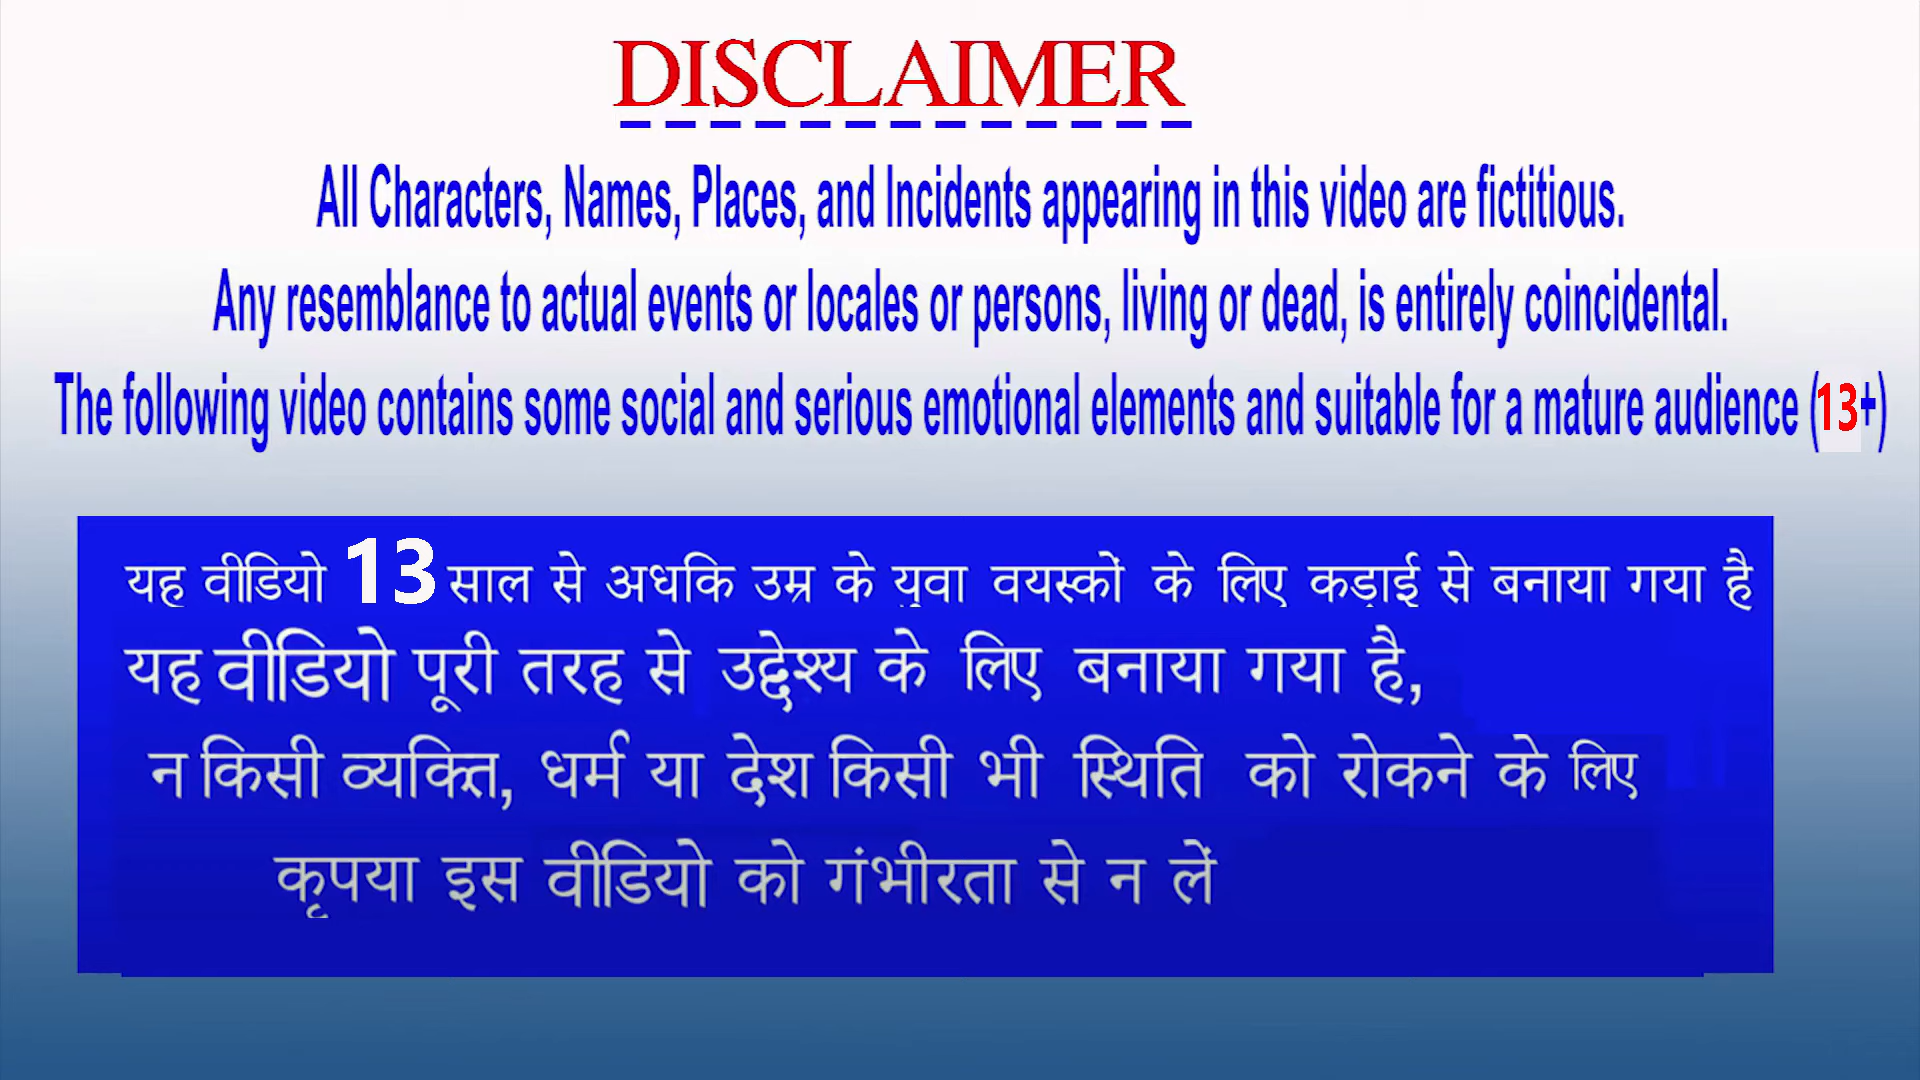 DISCLAIMER
All Characters, Names, Places, and Incidents appearing in this video are fictitious.
Any resemblance to actual events or locales or persons, living or dead, is entirely coincidental.
The following video contains some social and serious emotional elements and suitable for a mature audience (13+)
यह वीडियो 13 साल से अधकि उम्र के युवा वयस्कों के लिए कड़ाई से बनाया गया है
यह वीडियो पूरी तरह से उद्देश्य के लिए बनाया गया है,
न किसी व्यक्ति, धर्म या देश किसी भी स्थिति को रोकने के लिए
कृपया इस वीडियो को गंभीरता से न लें